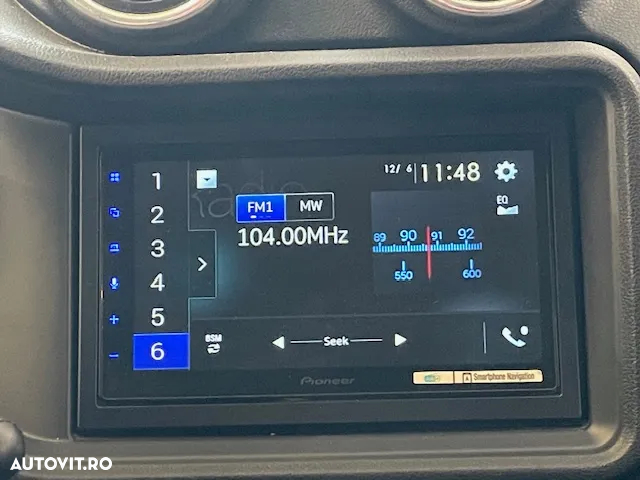 12/ 6 11:48
1
2
3
4
5
6
Radio
FM1 MW
104.00MHz
EQ
89 90 91 92
550 600
BSM
Seek
Pioneer
Smartphone Navigation
AUTOVIT.RO